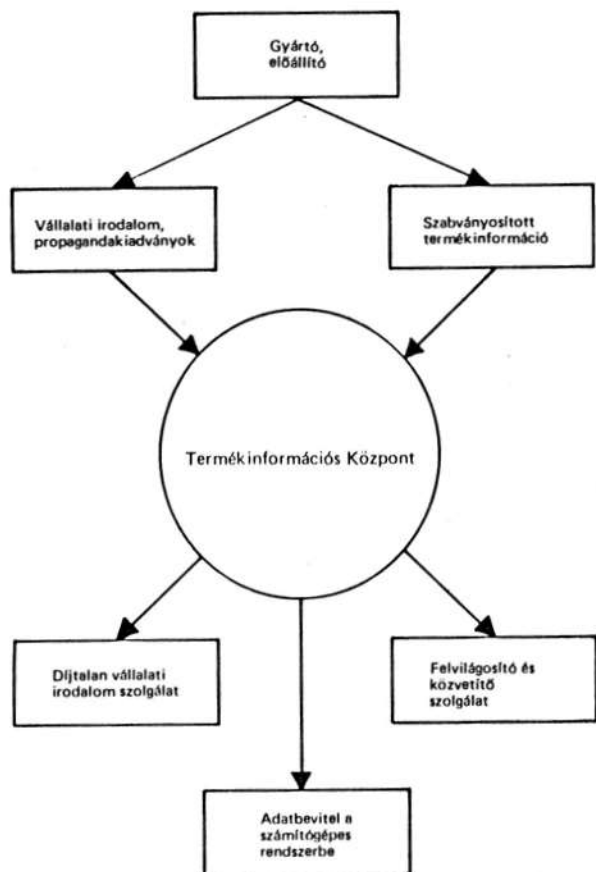 Gyártó,
előállító
Vállalati irodalom,
propagandakiadványok
Szabványosított
termékinformáció
Termékinformációs Központ
Díjtalan vállalati
irodalom szolgálat
Felvilágosító és
közvetítő
szolgálat
Adatbevitel a
számítógépes
rendszerbe